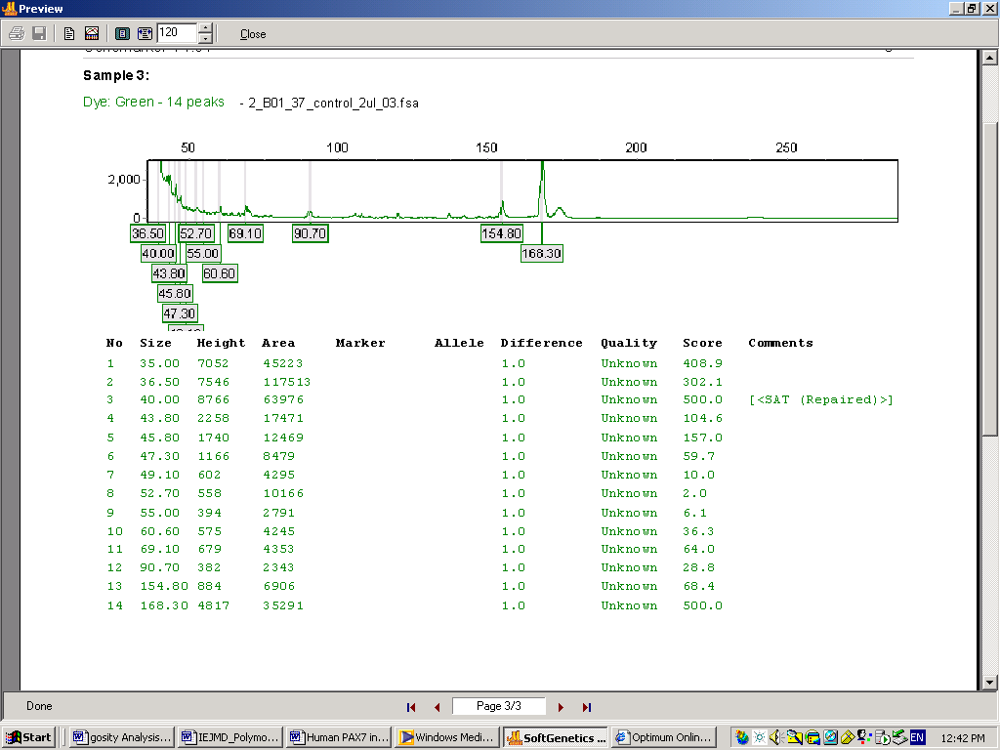 Preview
120 Close
Sample 3:
Dye: Green - 14 peaks - 2_B01_37_control_2ul_03.fsa
50 100 150 200 250
2,000
0
36.50 52.70 69.10 90.70 154.80
40.00 55.00 168.30
43.80 60.60
45.80
47.30
No Size Height Area Marker Allele Difference Quality Score Comments
1 35.00 7052 45223 1.0 Unknown 408.9
2 36.50 7546 117513 1.0 Unknown 302.1
3 40.00 8766 63976 1.0 Unknown 500.0 [<SAT (Repaired)>]
4 43.80 2258 17471 1.0 Unknown 104.6
5 45.80 1740 12469 1.0 Unknown 157.0
6 47.30 1166 8479 1.0 Unknown 59.7
7 49.10 602 4295 1.0 Unknown 10.0
8 52.70 558 10166 1.0 Unknown 2.0
9 55.00 394 2791 1.0 Unknown 6.1
10 60.60 575 4245 1.0 Unknown 36.3
11 69.10 679 4353 1.0 Unknown 64.0
12 90.70 382 2343 1.0 Unknown 28.8
13 154.80 884 6906 1.0 Unknown 68.4
14 168.30 4817 35291 1.0 Unknown 500.0
Done Page 3/3
Start gosity Analysis... IEJMD_Polymo... Human PAX7 in... Windows Medi... SoftGenetics ... Optimum Onlin... EN 12:42 PM